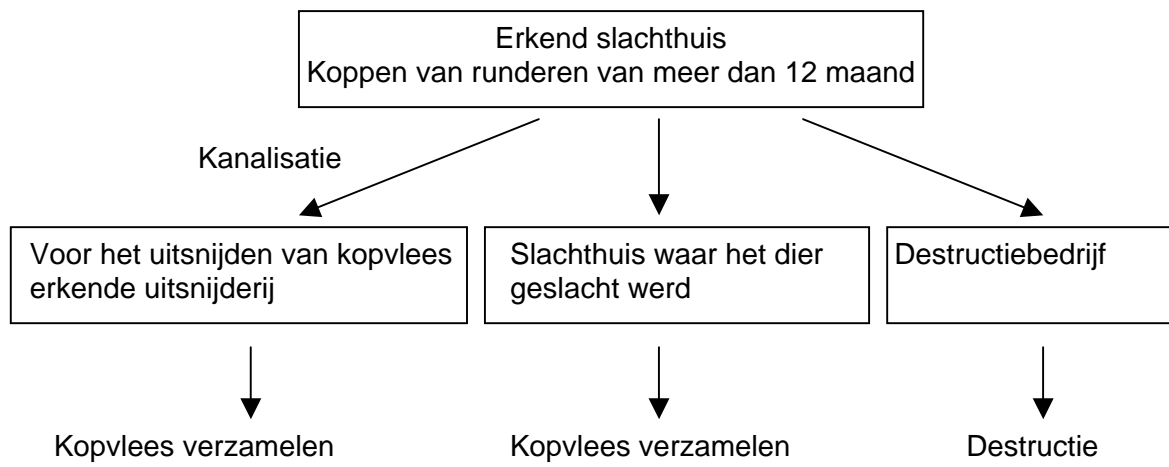 Erkend slachthuis
Koppen van runderen van meer dan 12 maand
Kanalisatie
Voor het uitsnijden van kopvlees
erkende uitsnijderij
Slachthuis waar het dier
geslacht werd
Destructiebedrijf
Kopvlees verzamelen
Kopvlees verzamelen
Destructie